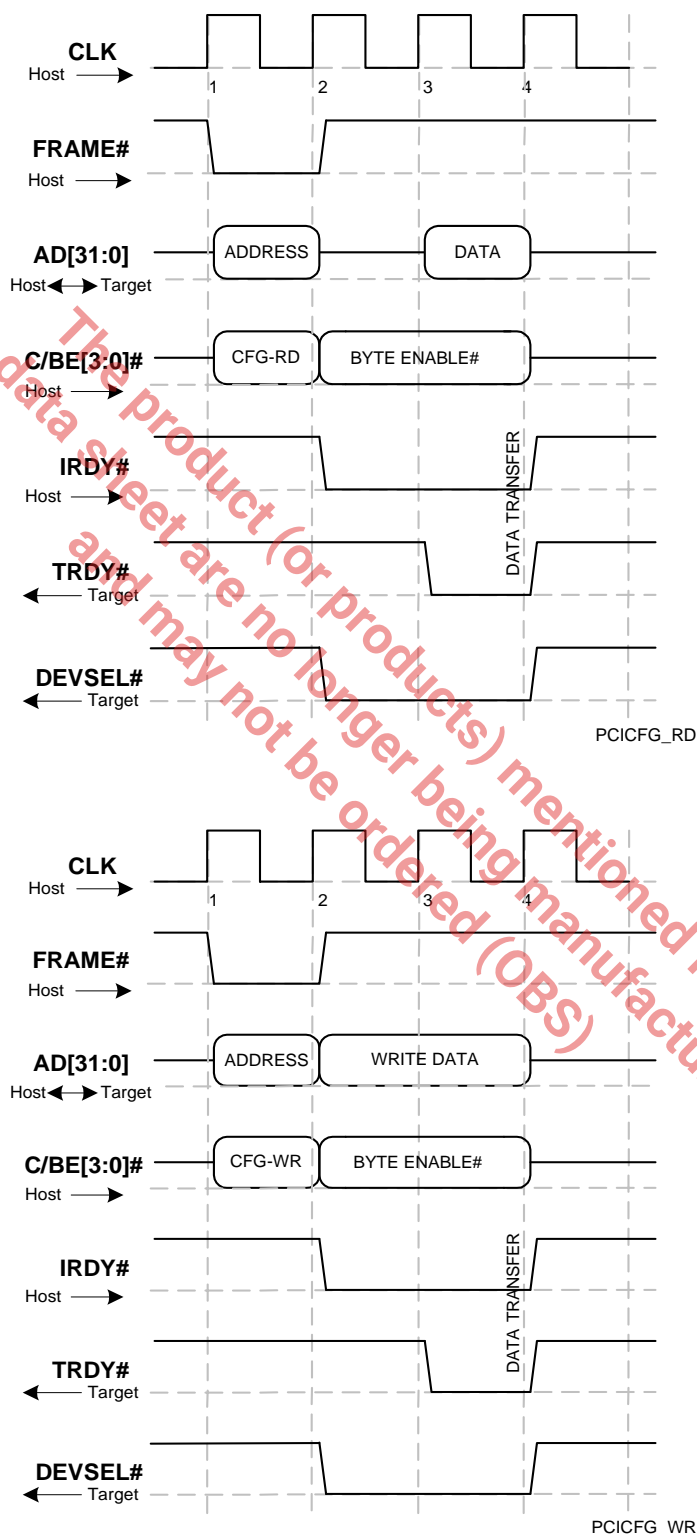 CLK
Host
1 2 3 4
FRAME#
Host
AD[31:0]
ADDRESS DATA
Host Target
C/BE[3:0]#
CFG-RD BYTE ENABLE#
Host
IRDY#
Host
DATA TRANSFER
TRDY#
Target
DEVSEL#
Target
PCICFG_RD
The product (or products) mentioned
data sheet are no longer being manufactu
and may not be ordered (OBS)
CLK
Host
1 2 3 4
FRAME#
Host
AD[31:0]
ADDRESS WRITE DATA
Host Target
C/BE[3:0]#
CFG-WR BYTE ENABLE#
Host
IRDY#
Host
DATA TRANSFER
TRDY#
Target
DEVSEL#
Target
PCICFG_WR